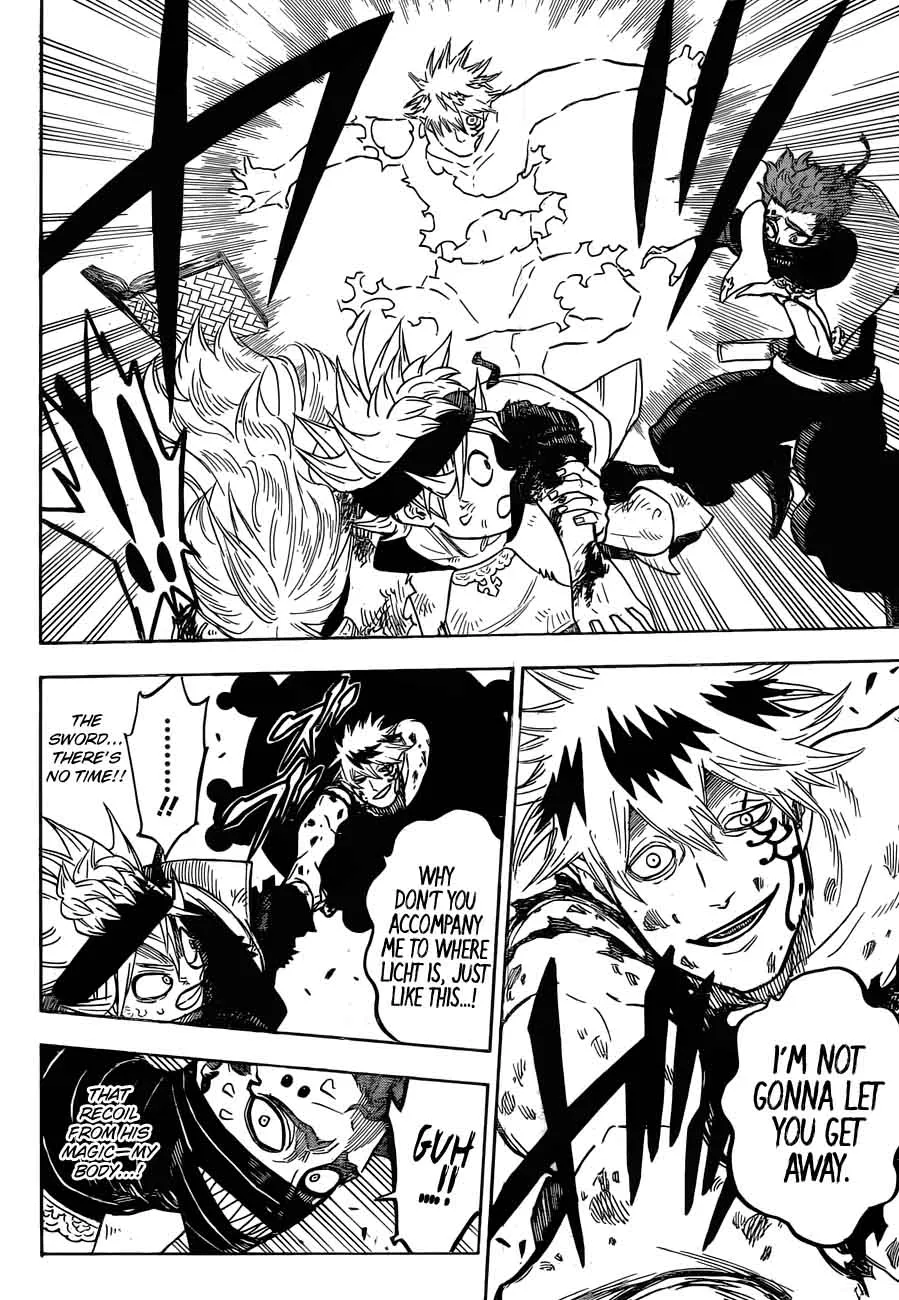 I'M NOT
GONNA LET
YOU GET
AWAY.
WHY
DON'T YOU
ACCOMPANY
ME TO WHERE
LICHT IS, JUST
LIKE THIS...!
........!!
THE
SWORD...
THERE'S
NO TIME!!
GUH
!!
....
THAT
RECOIL
FROM HIS
MAGIC—MY
BODY...!